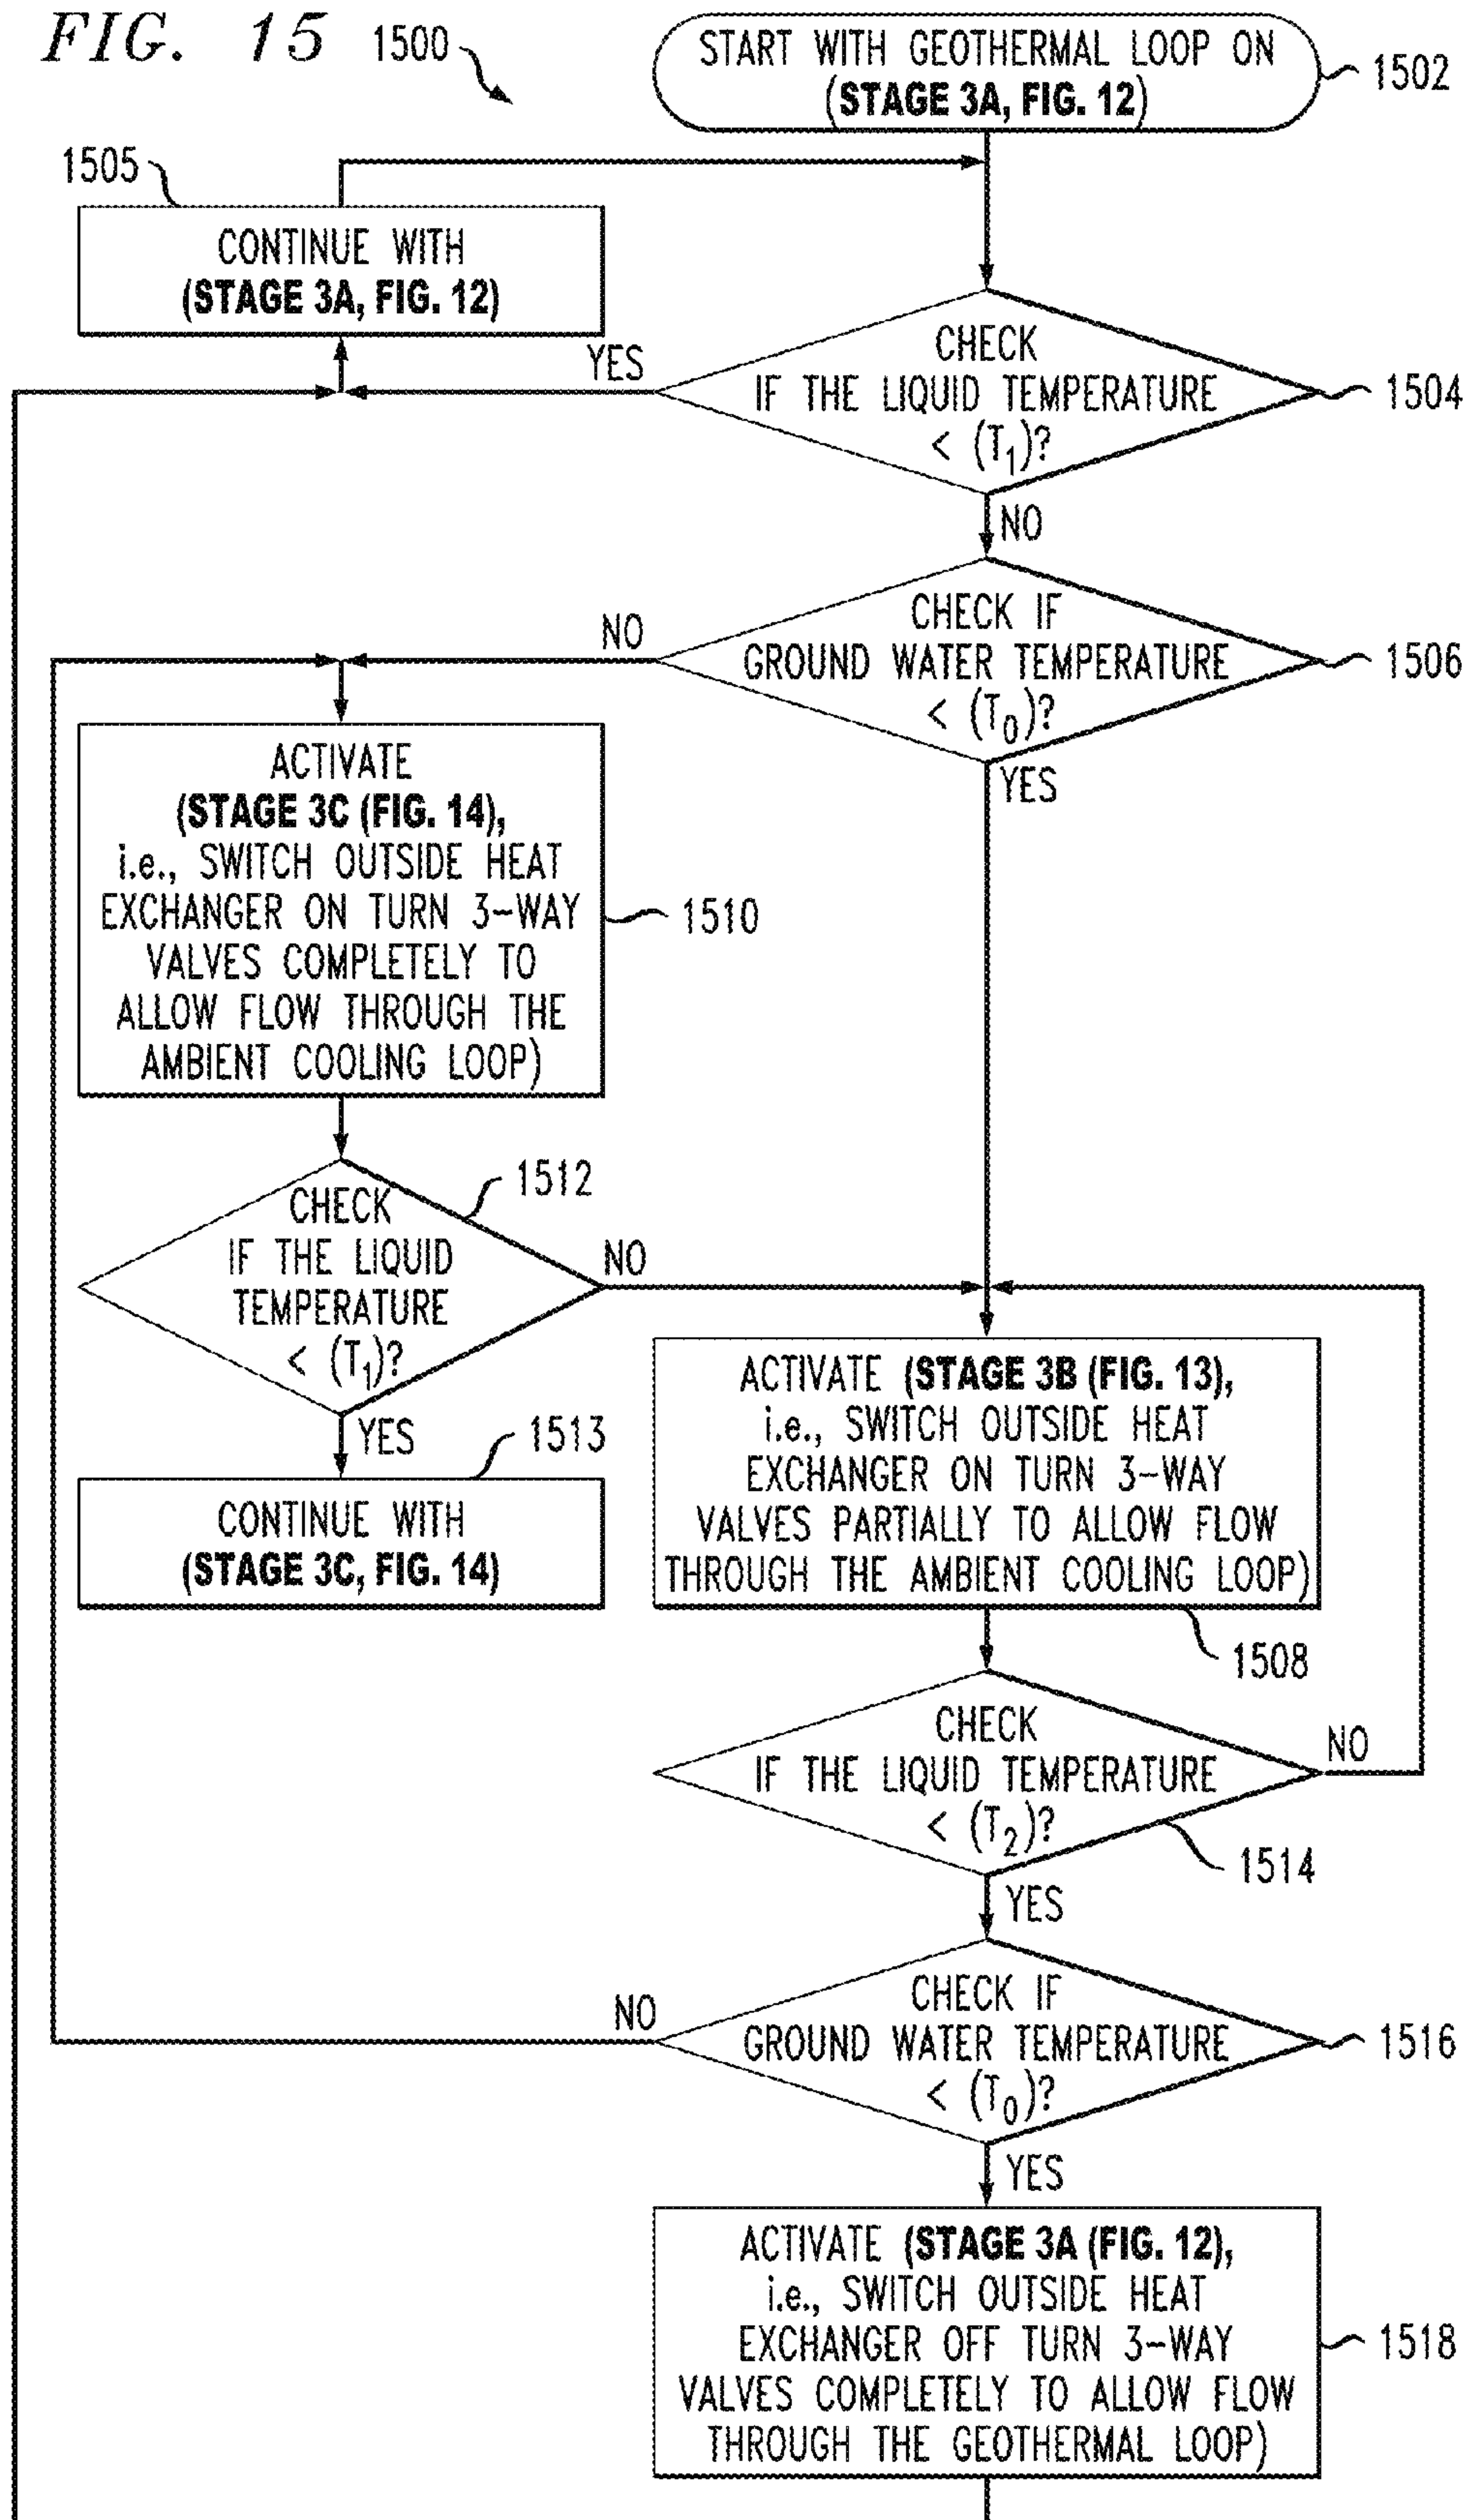 FIG. 15
1500
START WITH GEOTHERMAL LOOP ON
(STAGE 3A, FIG. 12)
1502
1505
CONTINUE WITH
(STAGE 3A, FIG. 12)
YES
CHECK
IF THE LIQUID TEMPERATURE
< (T1)?
1504
NO
NO
CHECK IF
GROUND WATER TEMPERATURE
< (T0)?
1506
YES
ACTIVATE
(STAGE 3C (FIG. 14),
i.e., SWITCH OUTSIDE HEAT
EXCHANGER ON TURN 3-WAY
VALVES COMPLETELY TO
ALLOW FLOW THROUGH THE
AMBIENT COOLING LOOP)
1510
1512
CHECK
IF THE LIQUID
TEMPERATURE
< (T1)?
NO
YES
1513
CONTINUE WITH
(STAGE 3C, FIG. 14)
ACTIVATE (STAGE 3B (FIG. 13),
i.e., SWITCH OUTSIDE HEAT
EXCHANGER ON TURN 3-WAY
VALVES PARTIALLY TO ALLOW FLOW
THROUGH THE AMBIENT COOLING LOOP)
1508
CHECK
IF THE LIQUID TEMPERATURE
< (T2)?
NO
1514
YES
NO
CHECK IF
GROUND WATER TEMPERATURE
< (T0)?
1516
YES
ACTIVATE (STAGE 3A (FIG. 12),
i.e., SWITCH OUTSIDE HEAT
EXCHANGER OFF TURN 3-WAY
VALVES COMPLETELY TO ALLOW FLOW
THROUGH THE GEOTHERMAL LOOP)
1518